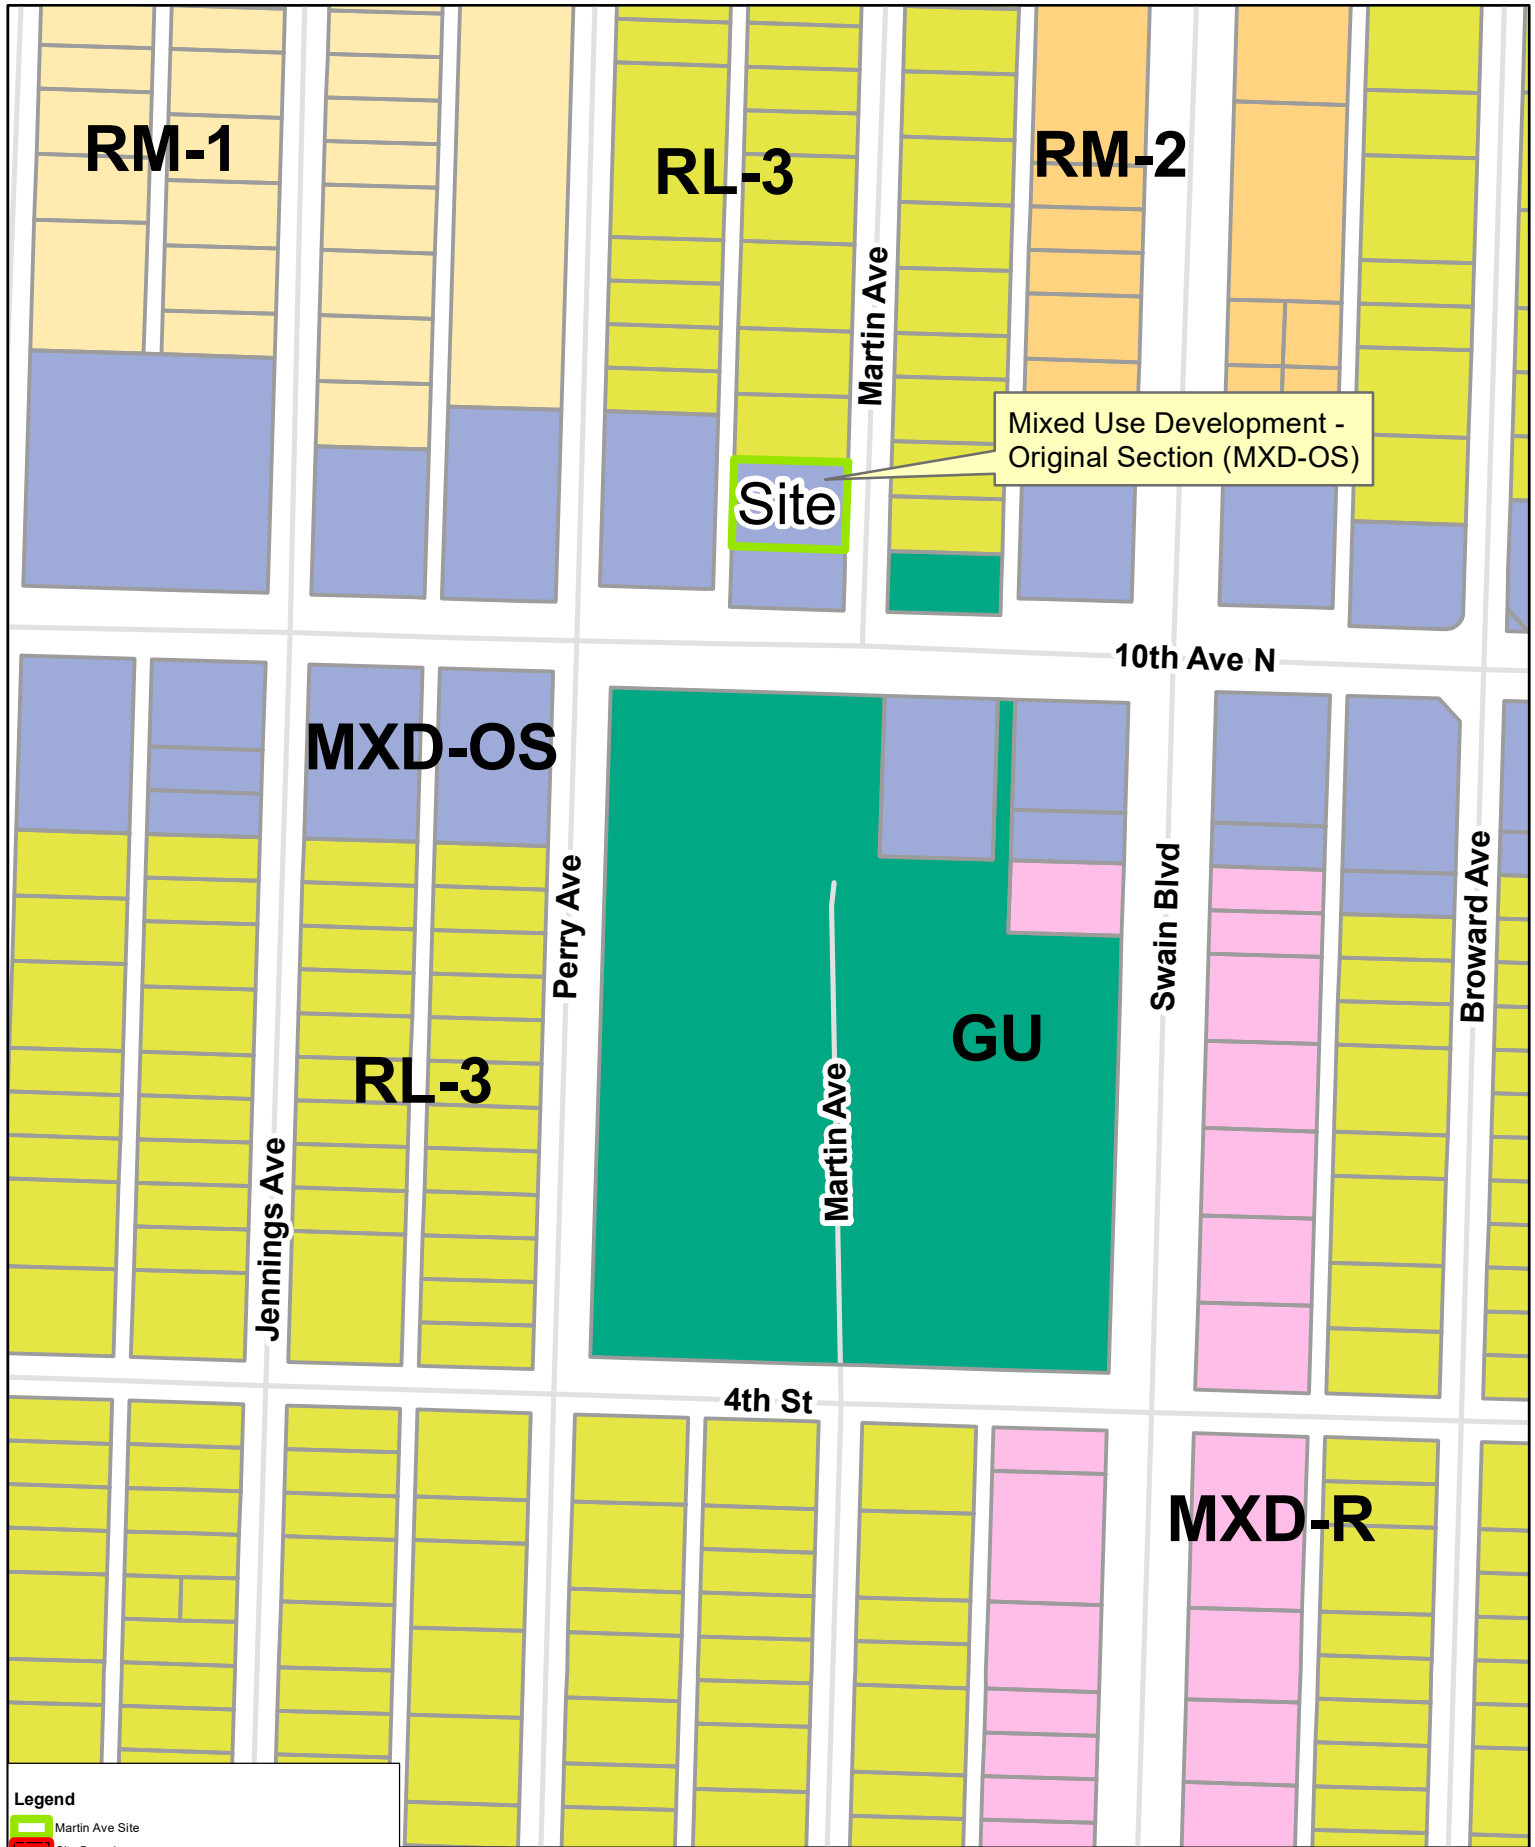 RM-1
RL-3
RM-2
Martin Ave
Mixed Use Development -
Original Section (MXD-OS)
Site
10th Ave N
MXD-OS
Perry Ave
Swain Blvd
Broward Ave
GU
RL-3
Martin Ave
Jennings Ave
4th St
MXD-R
Legend
Martin Ave Site